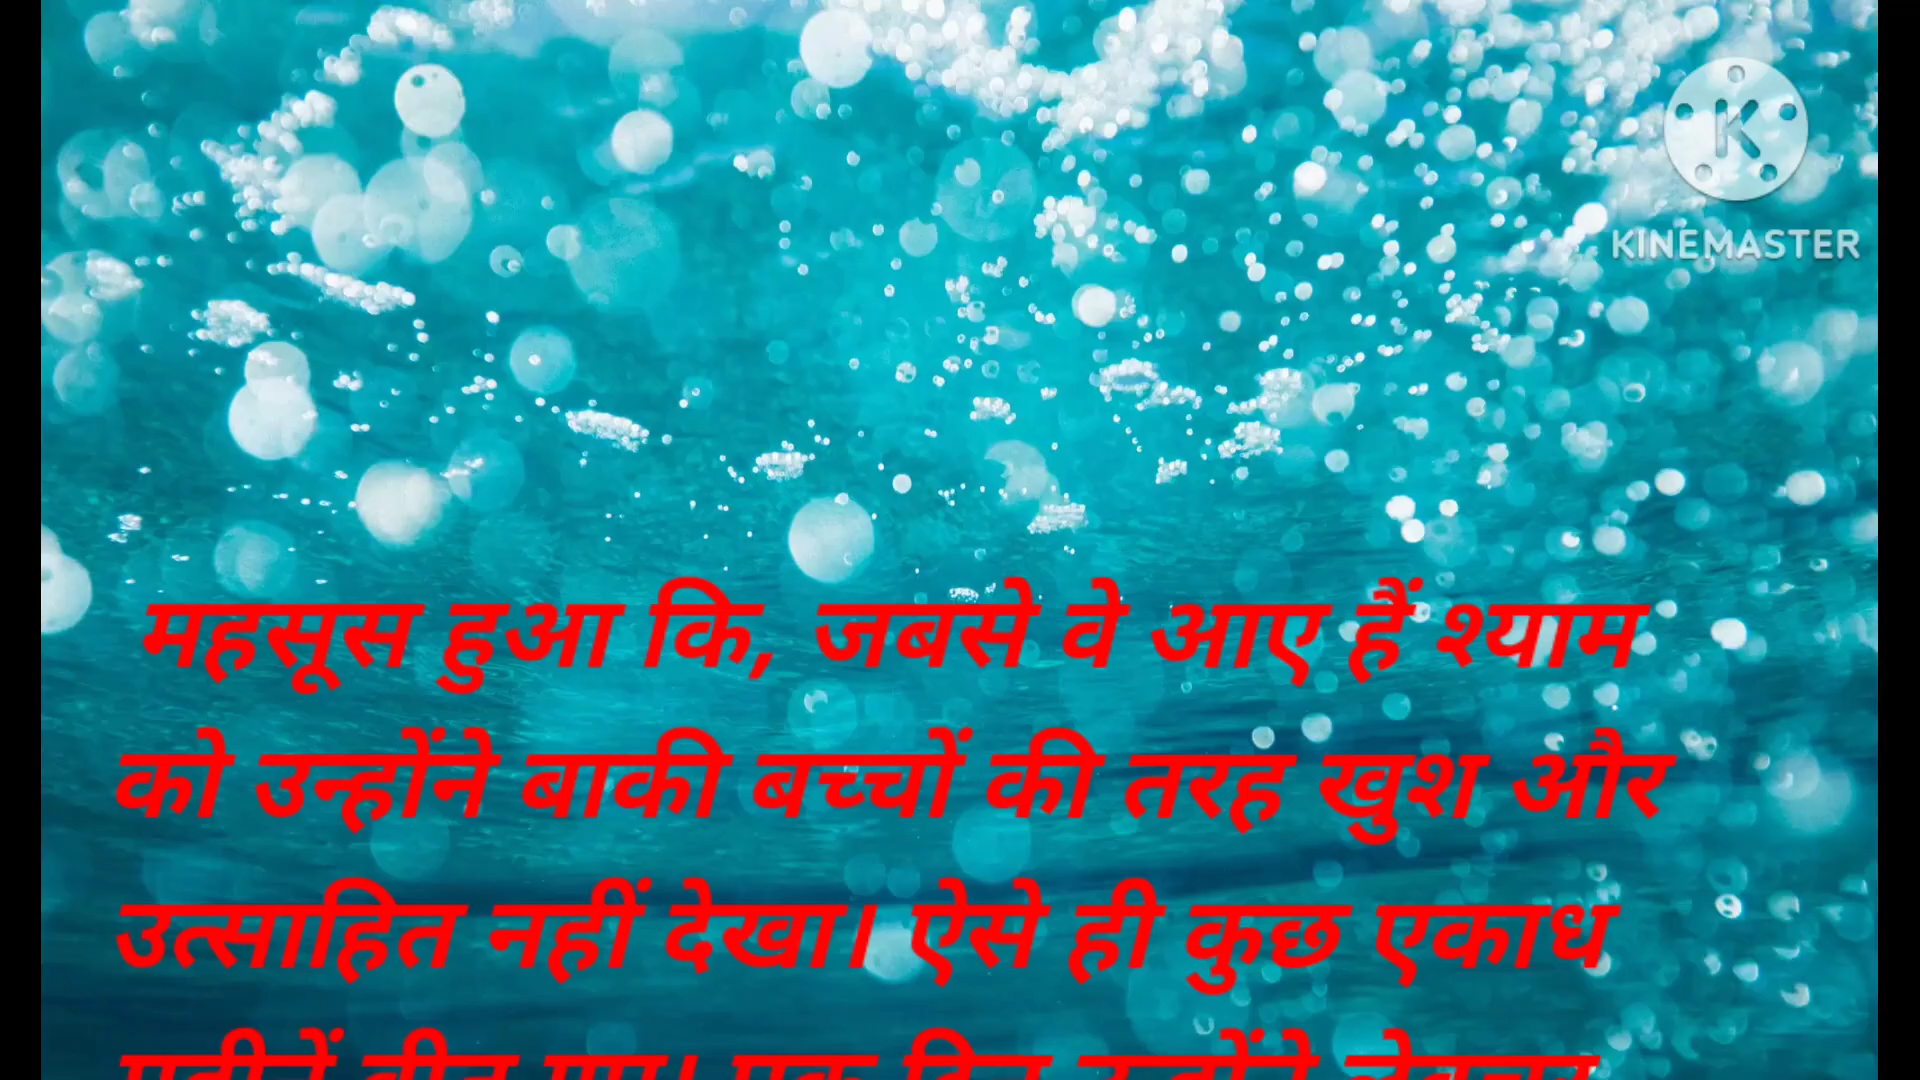 KINEMASTER
महसूस हुआ कि, जबसे वे आए हैं श्याम
को उन्होंने बाकी बच्चों की तरह खुश और
उत्साहित नहीं देखा। ऐसे ही कुछ एकाध